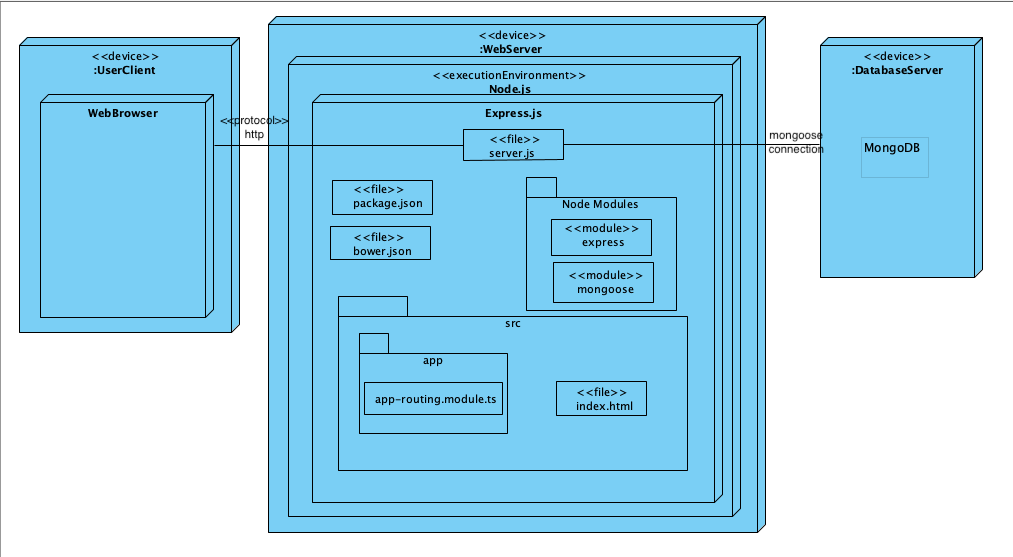 <<device>>
:UserClient
WebBrowser
<<protocol>>
http
<<device>>
:WebServer
<<executionEnvironment>>
Node.js
Express.js
<<file>>
server.js
<<file>>
package.json
<<file>>
bower.json
Node Modules
<<module>>
express
<<module>>
mongoose
src
app
app-routing.module.ts
<<file>>
index.html
mongoose
connection
<<device>>
:DatabaseServer
MongoDB